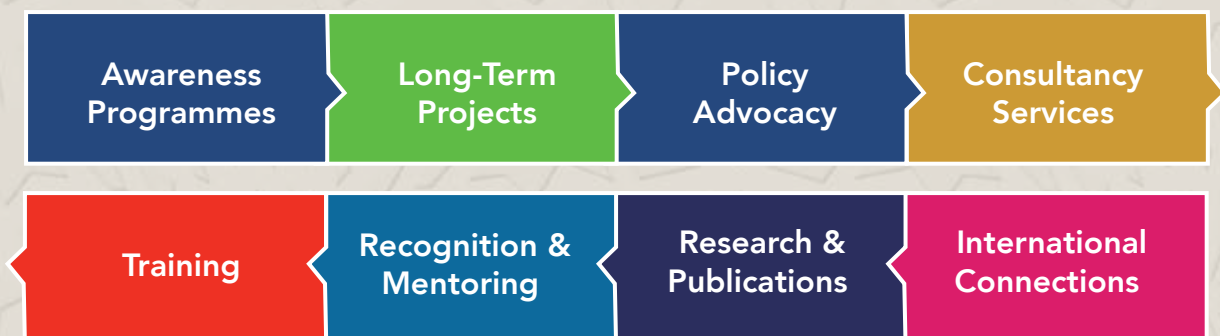 Awareness
Programmes
Long-Term
Projects
Policy
Advocacy
Consultancy
Services
Training
Recognition &
Mentoring
Research &
Publications
International
Connections